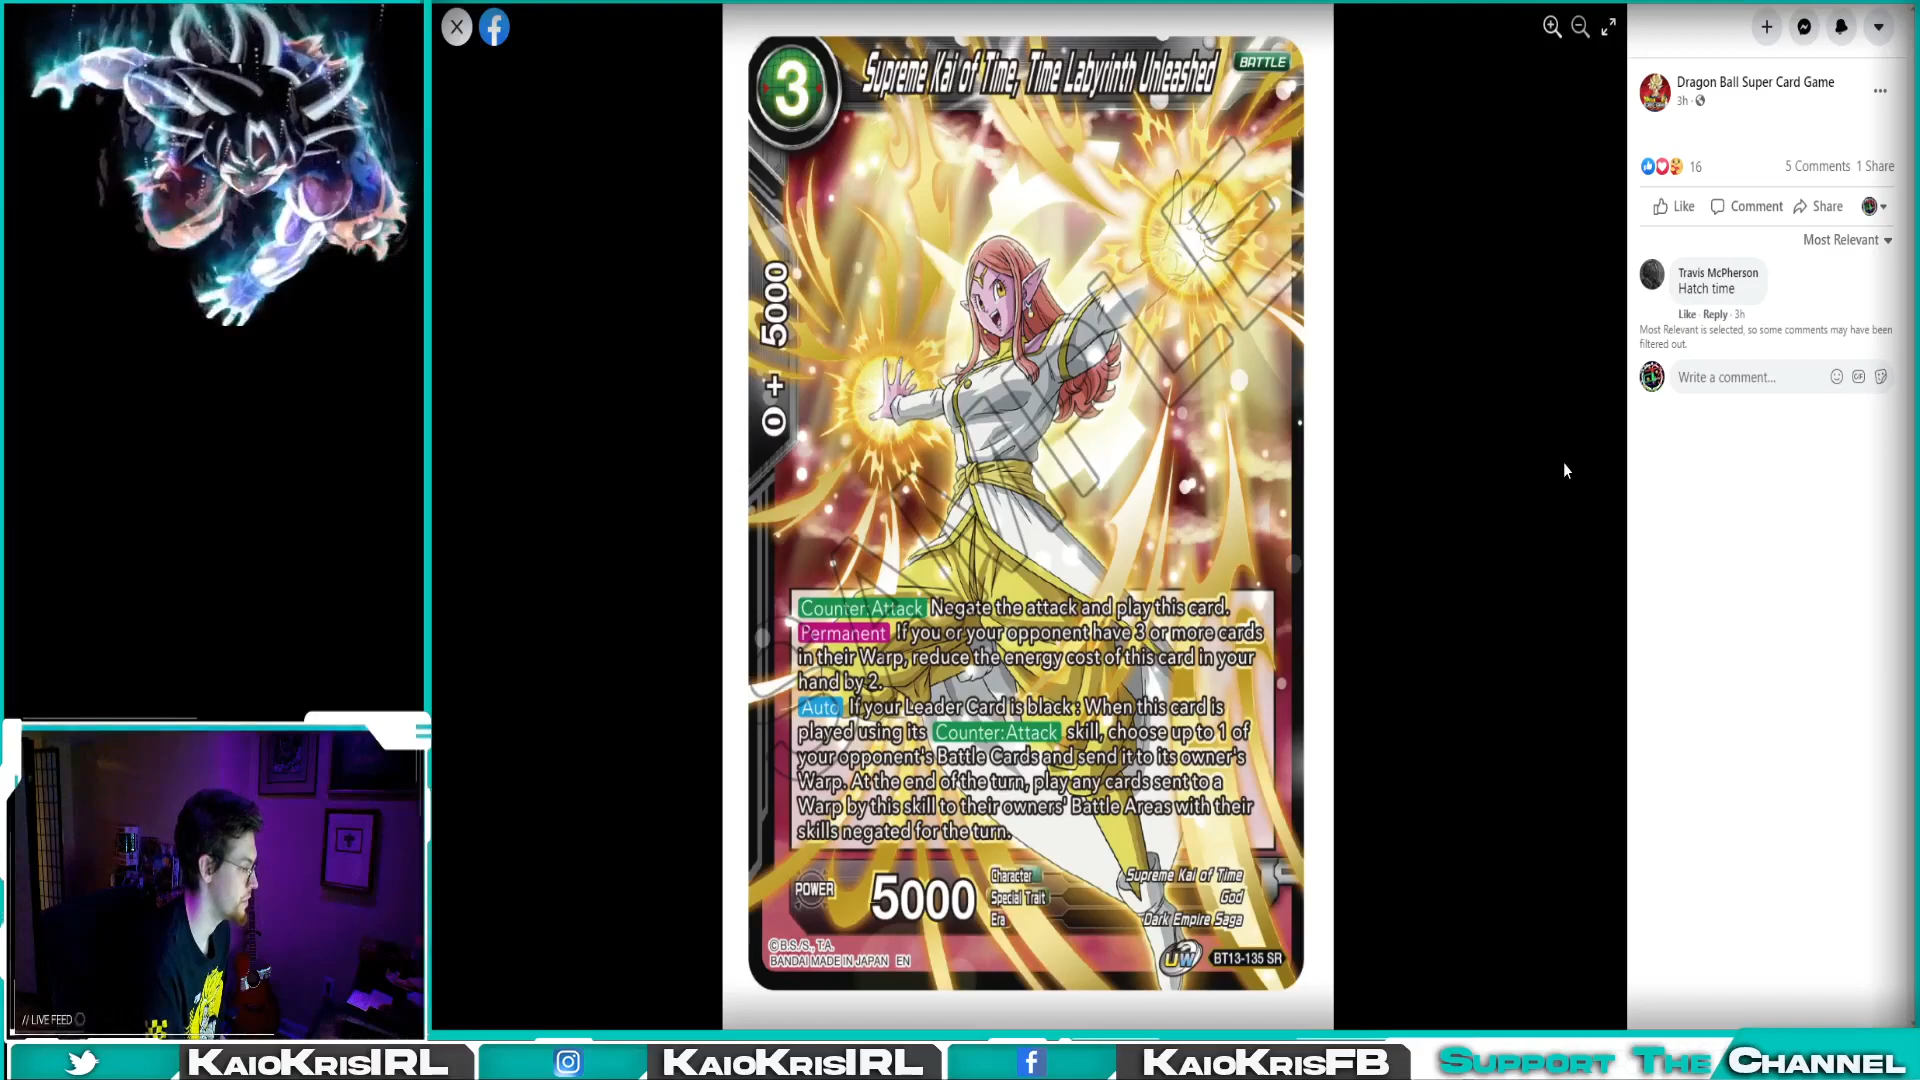 3
Supreme Kai of Time, Time Labyrinth Unleashed
BATTLE
0 + 5000
SAMPLE
Counter:Attack Negate the attack and play this card.
Permanent If you or your opponent have 3 or more cards
in their Warp, reduce the energy cost of this card in your
hand by 2.
Auto If your Leader Card is black : When this card is
played using its Counter:Attack skill, choose up to 1 of
your opponent's Battle Cards and send it to its owner's
Warp. At the end of the turn, play any cards sent to a
Warp by this skill to their owners' Battle Areas with their
skills negated for the turn.
POWER 5000
Character Supreme Kai of Time
Special Trait God
Era Dark Empire Saga
©B.S./S., T.A.
BANDAI MADE IN JAPAN EN
UW BT13-135 SR
Dragon Ball Super Card Game
3h ·
16 5 Comments 1 Share
Like Comment Share
Most Relevant
Travis McPherson
Hatch time
Like · Reply · 3h
Most Relevant is selected, so some comments may have been
filtered out.
Write a comment...
GIF
// LIVE FEED
KaioKrisIRL KaioKrisIRL KaioKrisFB Support The Channel